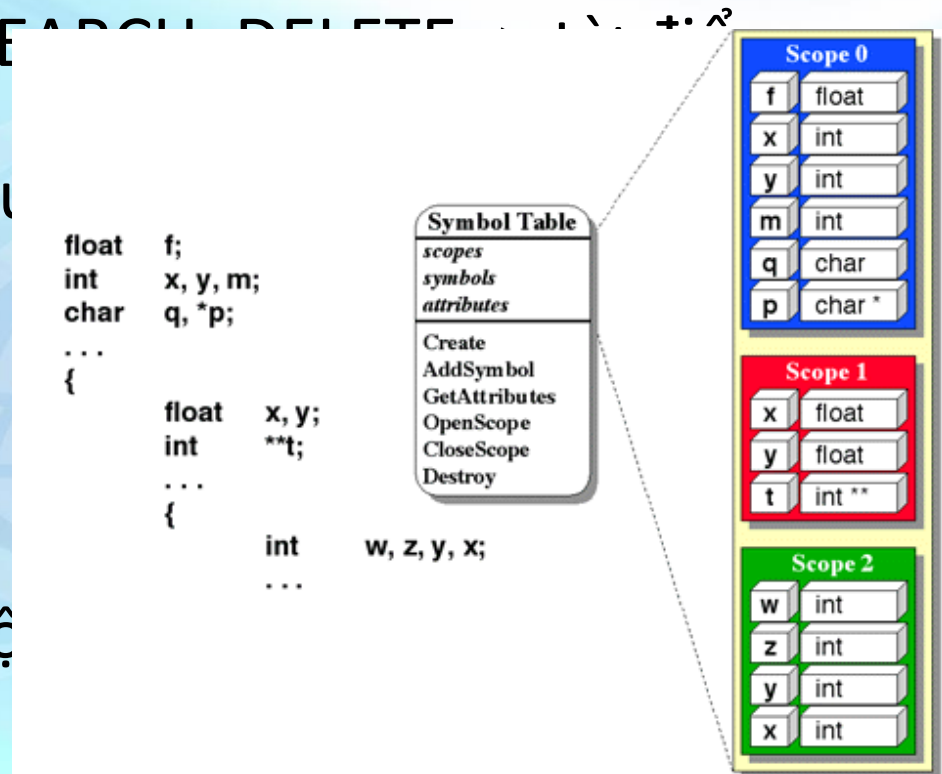 float f;
int x, y, m;
char q, *p;
. . .
{
float x, y;
int **t;
. . .
{
int w, z, y, x;
. . .
Symbol Table
scopes
symbols
attributes
Create
AddSymbol
GetAttributes
OpenScope
CloseScope
Destroy
Scope 0
f float
x int
y int
m int
q char
p char *
Scope 1
x float
y float
t int **
Scope 2
w int
z int
y int
x int